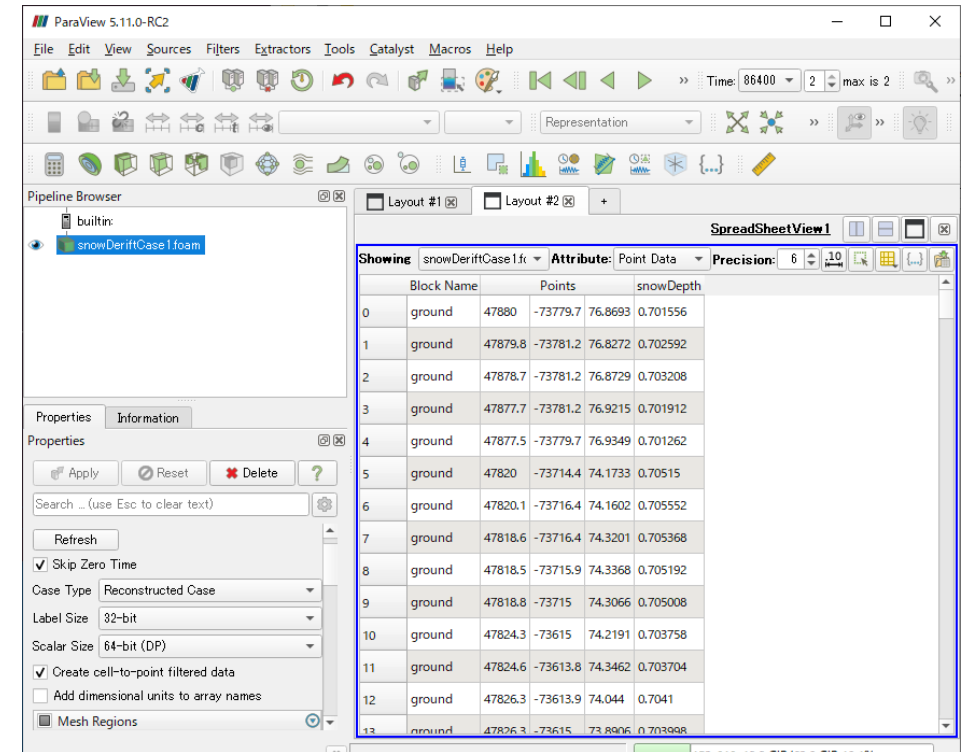 ParaView 5.11.0-RC2
File Edit View Sources Filters Extractors Tools Catalyst Macros Help
Time: 86400 2 max is 2
Representation
Pipeline Browser
builtin:
snowDeriftCase1.foam
Layout #1 Layout #2 +
SpreadSheetView1
Showing snowDeriftCase1.fc Attribute: Point Data Precision: 6
Block Name Points snowDepth
0 ground 47880 -73779.7 76.8693 0.701556
1 ground 47879.8 -73781.2 76.8272 0.702592
2 ground 47878.7 -73781.2 76.8729 0.703208
3 ground 47877.7 -73781.2 76.9215 0.701912
4 ground 47877.5 -73779.7 76.9349 0.701262
5 ground 47820 -73714.4 74.1733 0.70515
6 ground 47820.1 -73716.4 74.1602 0.705552
7 ground 47818.6 -73716.4 74.3201 0.705368
8 ground 47818.5 -73715.9 74.3368 0.705192
9 ground 47818.8 -73715 74.3066 0.705008
10 ground 47824.3 -73615 74.2191 0.703758
11 ground 47824.6 -73613.8 74.3462 0.703704
12 ground 47826.3 -73613.9 74.044 0.7041
13 ground 47826.3 -73615 73.8906 0.703998
Properties Information
Properties
Apply Reset Delete ?
Search ... (use Esc to clear text)
Refresh
Skip Zero Time
Case Type Reconstructed Case
Label Size 32-bit
Scalar Size 64-bit (DP)
Create cell-to-point filtered data
Add dimensional units to array names
Mesh Regions